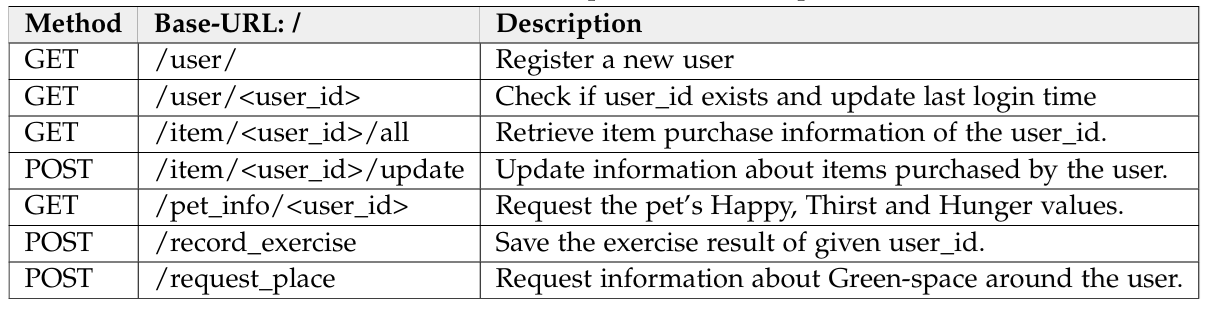 Method Base-URL: / Description
GET /user/ Register a new user
GET /user/<user_id> Check if user_id exists and update last login time
GET /item/<user_id>/all Retrieve item purchase information of the user_id.
POST /item/<user_id>/update Update information about items purchased by the user.
GET /pet_info/<user_id> Request the pet's Happy, Thirst and Hunger values.
POST /record_exercise Save the exercise result of given user_id.
POST /request_place Request information about Green-space around the user.